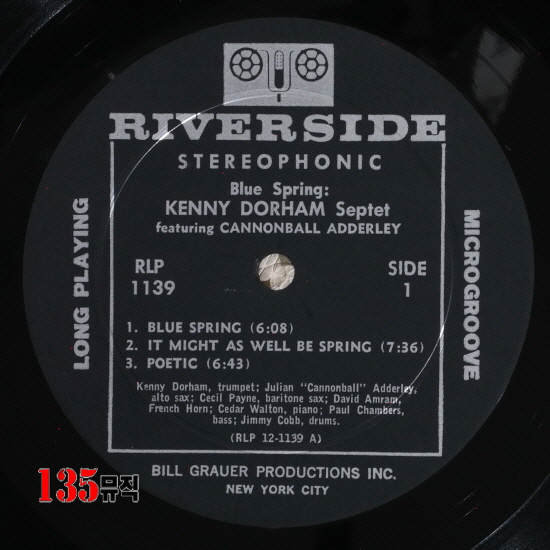 RIVERSIDE
STEREOPHONIC
Blue Spring:
KENNY DORHAM Septet
featuring CANNONBALL ADDERLEY
LONG PLAYING
MICROGROOVE
RLP
1139
SIDE
1
1. BLUE SPRING (6:08)
2. IT MIGHT AS WELL BE SPRING (7:36)
3. POETIC (6:43)
Kenny Dorham, trumpet; Julian "Cannonball" Adderley,
alto sax; Cecil Payne, baritone sax; David Amram,
French Horn; Cedar Walton, piano; Paul Chambers,
bass; Jimmy Cobb, drums.
(RLP 12-1139 A)
BILL GRAUER PRODUCTIONS INC.
NEW YORK CITY
135뮤직